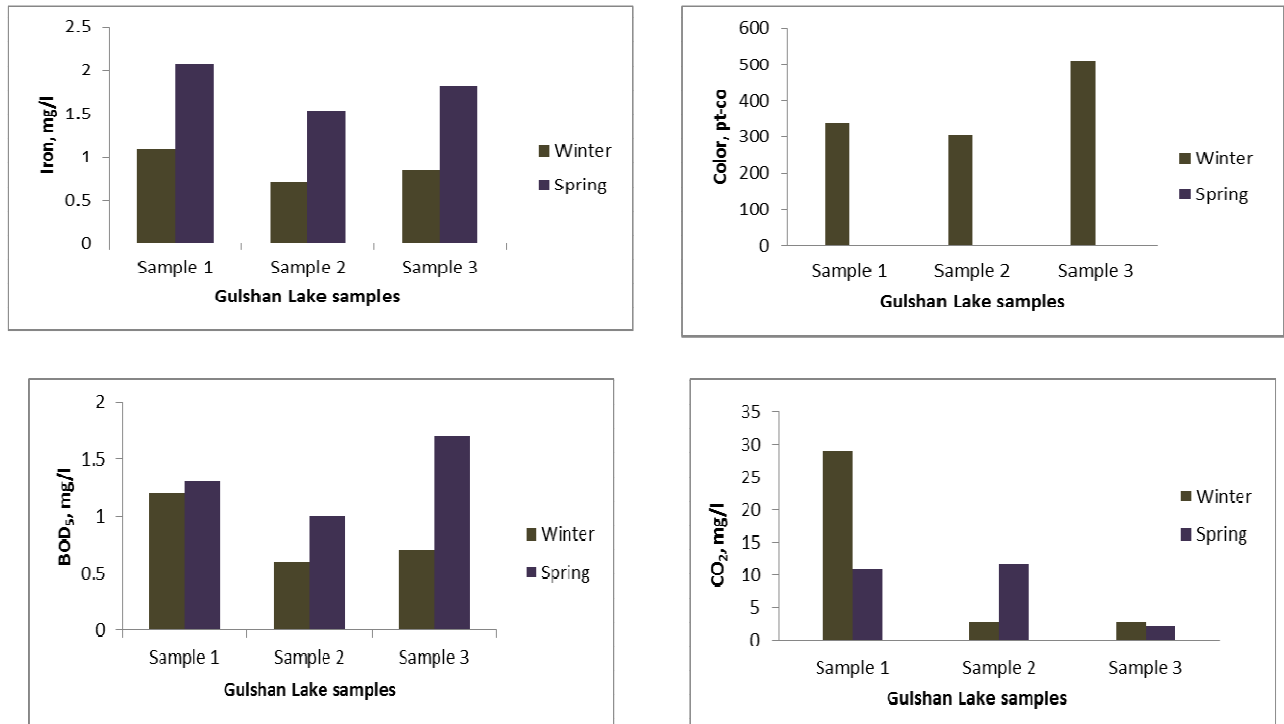 2.5
2
1.5
1
0.5
0
Iron, mg/l
Sample 1 Sample 2 Sample 3
Gulshan Lake samples
Winter
Spring
600
500
400
300
200
100
0
Color, pt-co
Sample 1 Sample 2 Sample 3
Gulshan Lake samples
Winter
Spring
2
1.5
1
0.5
0
BOD₅, mg/l
Sample 1 Sample 2 Sample 3
Gulshan Lake samples
Winter
Spring
35
30
25
20
15
10
5
0
CO₂, mg/l
Sample 1 Sample 2 Sample 3
Gulshan Lake samples
Winter
Spring